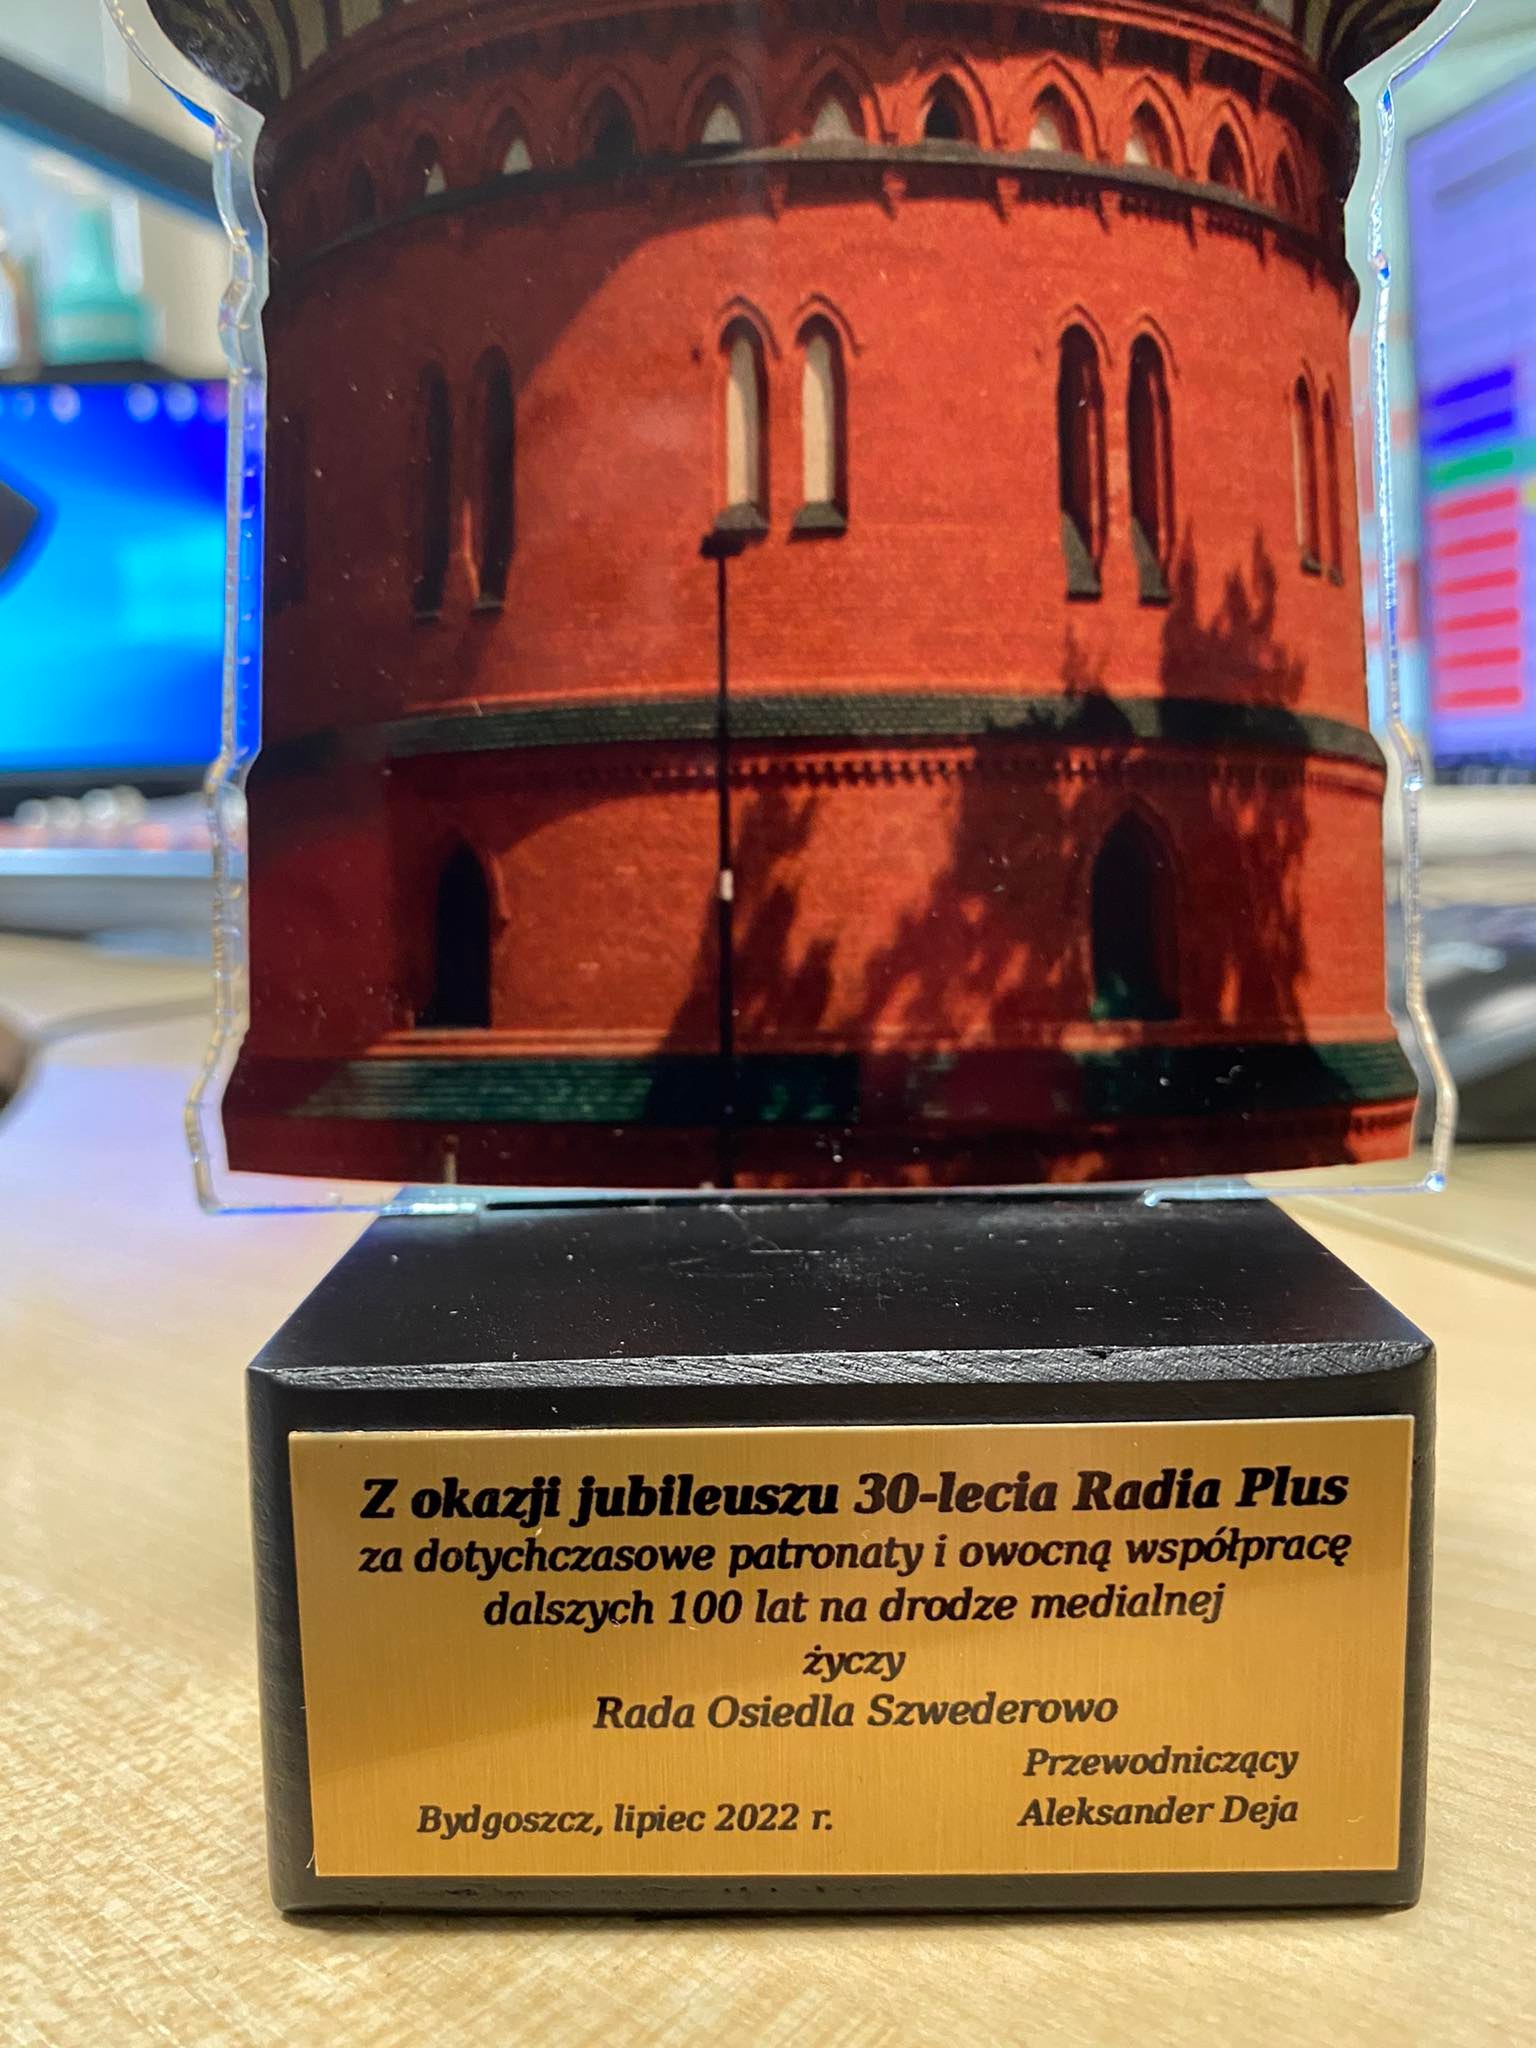 Z okazji jubileuszu 30-lecia Radia Plus
za dotychczasowe patronaty i owocną współpracę
dalszych 100 lat na drodze medialnej
życzy
Rada Osiedla Szwederowo
Przewodniczący
Bydgoszcz, lipiec 2022 r. Aleksander Deja